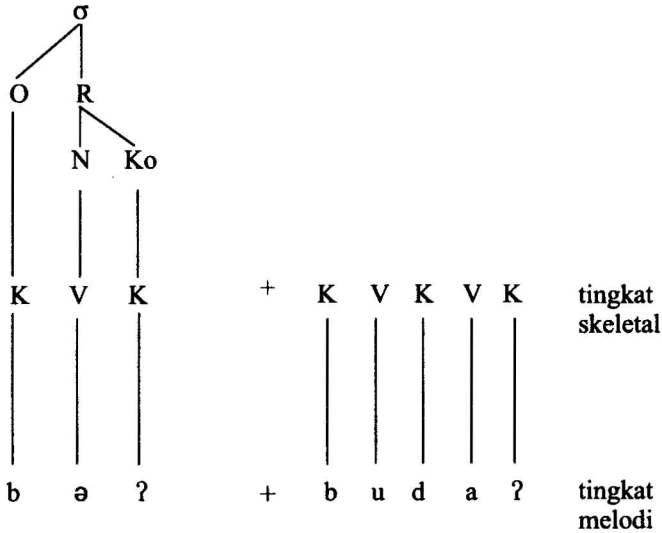 σ
O R
N Ko
K V K + K V K V K tingkat
skeletal
b ə ʔ + b u d a ʔ tingkat
melodi